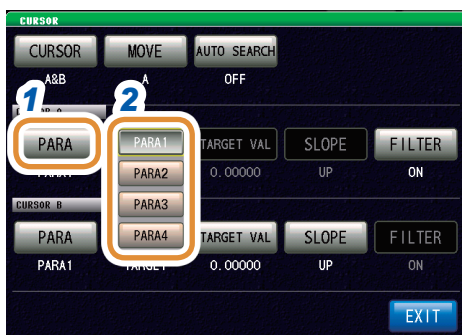 CURSOR
CURSOR MOVE AUTO SEARCH
A&B A OFF
1 2
PARA PARA1 TARGET VAL SLOPE FILTER
PARA2 0.00000 UP ON
CURSOR B PARA3
PARA PARA4 TARGET VAL SLOPE FILTER
PARA1 TARGET 0.00000 UP ON
EXIT